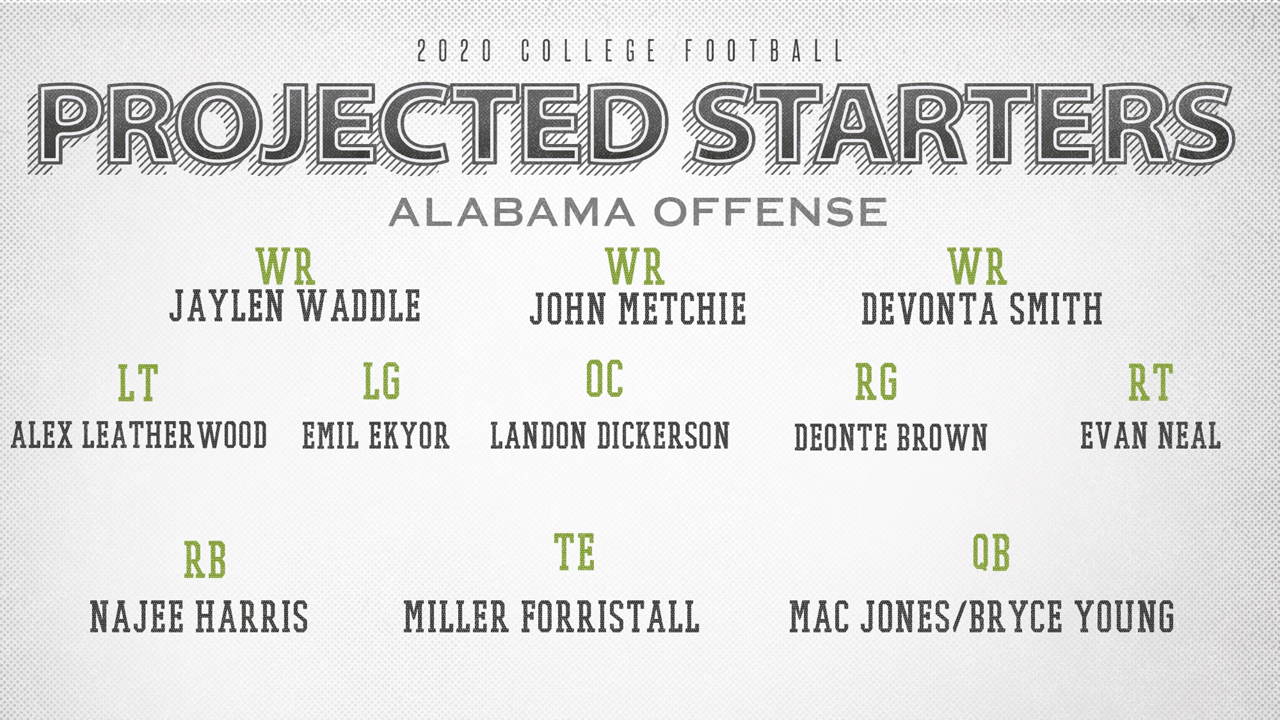 2020 COLLEGE FOOTBALL
PROJECTED STARTERS
ALABAMA OFFENSE
WR WR WR
JAYLEN WADDLE JOHN METCHIE DEVONTA SMITH
LT LG OC RG RT
ALEX LEATHERWOOD EMIL EKYOR LANDON DICKERSON DEONTE BROWN EVAN NEAL
RB TE QB
NAJEE HARRIS MILLER FORRISTALL MAC JONES/BRYCE YOUNG